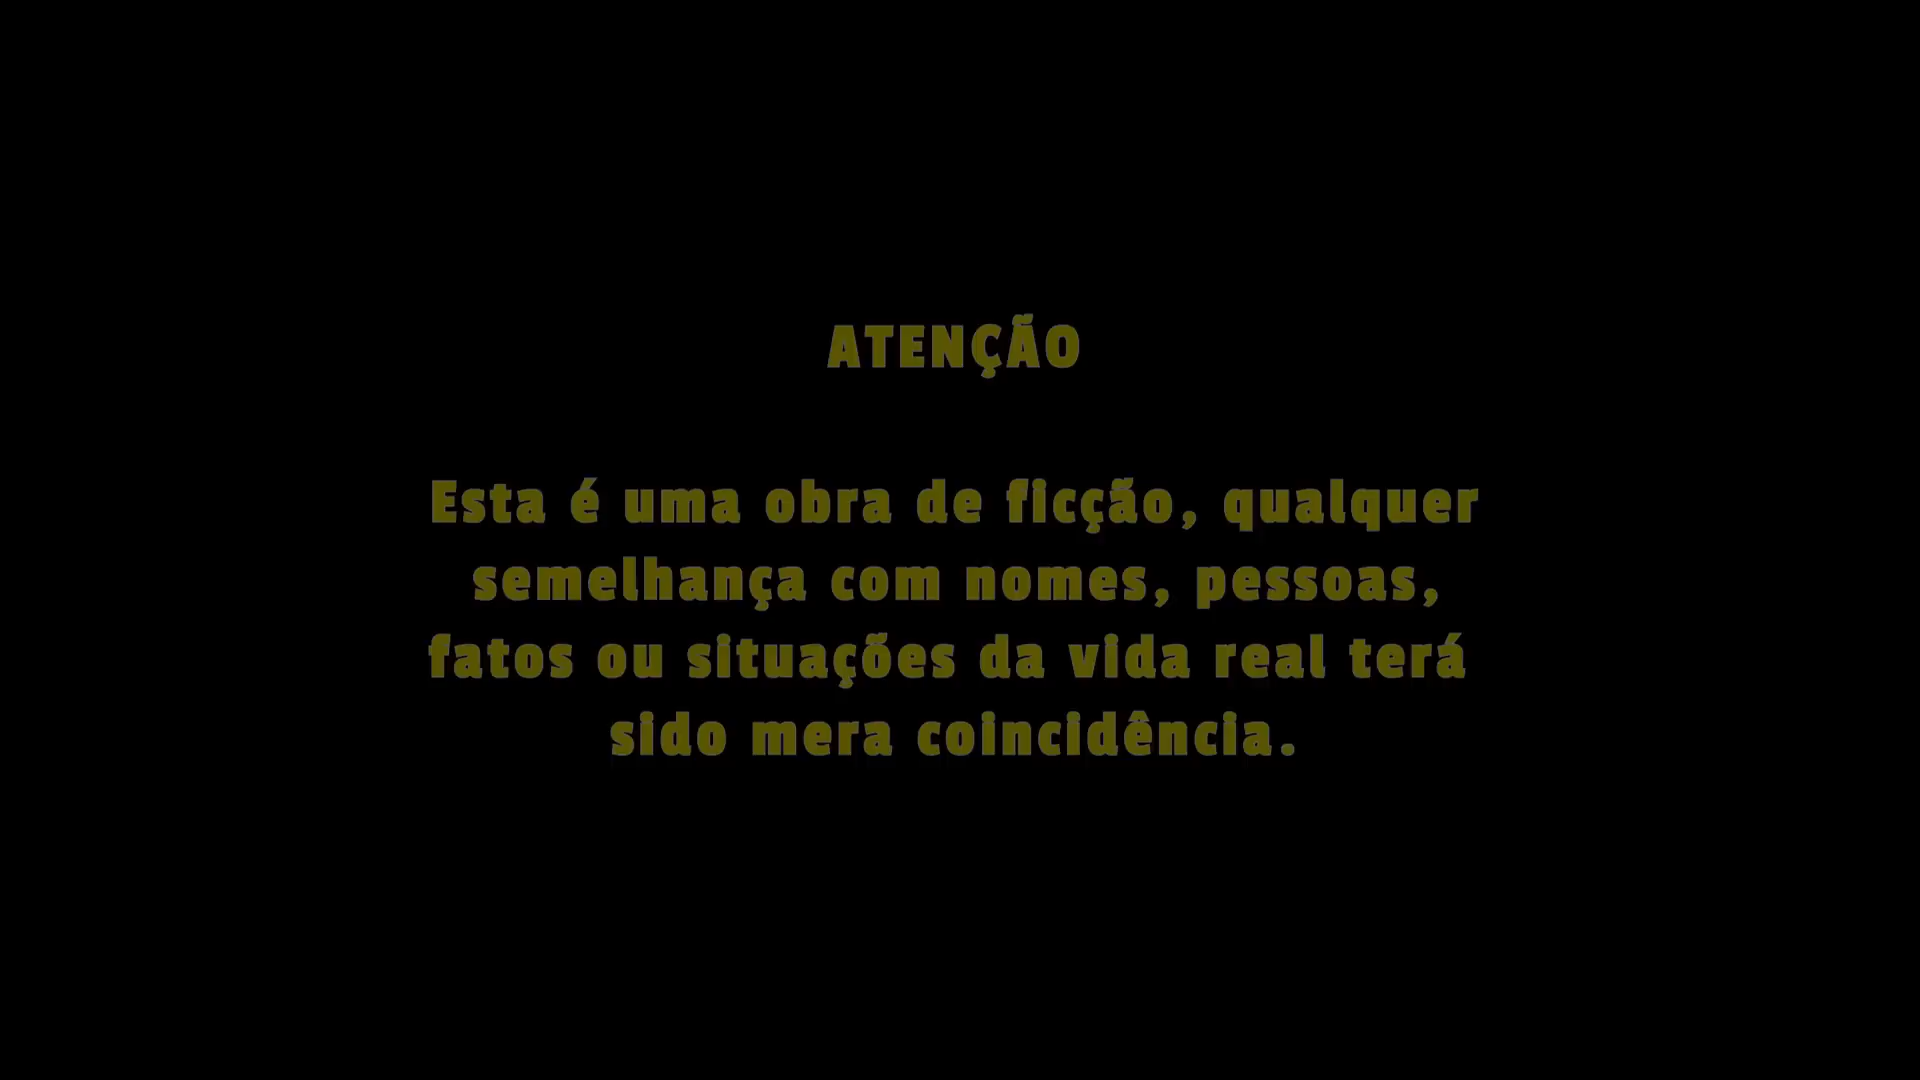 ATENÇÃO
Esta é uma obra de ficção, qualquer
semelhança com nomes, pessoas,
fatos ou situações da vida real terá
sido mera coincidência.